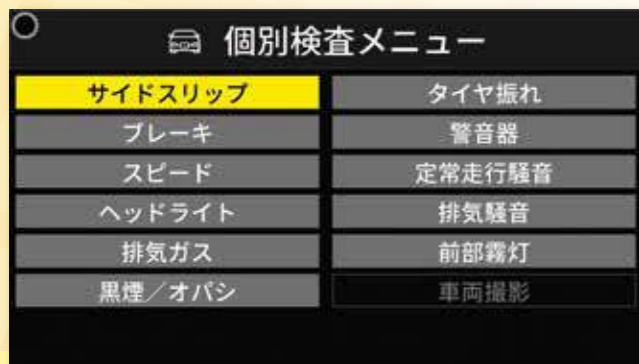 個別検査メニュー
サイドスリップ
タイヤ振れ
ブレーキ
警音器
スピード
定常走行騒音
ヘッドライト
排気騒音
排気ガス
前部霧灯
黒煙／オパシ
車両撮影